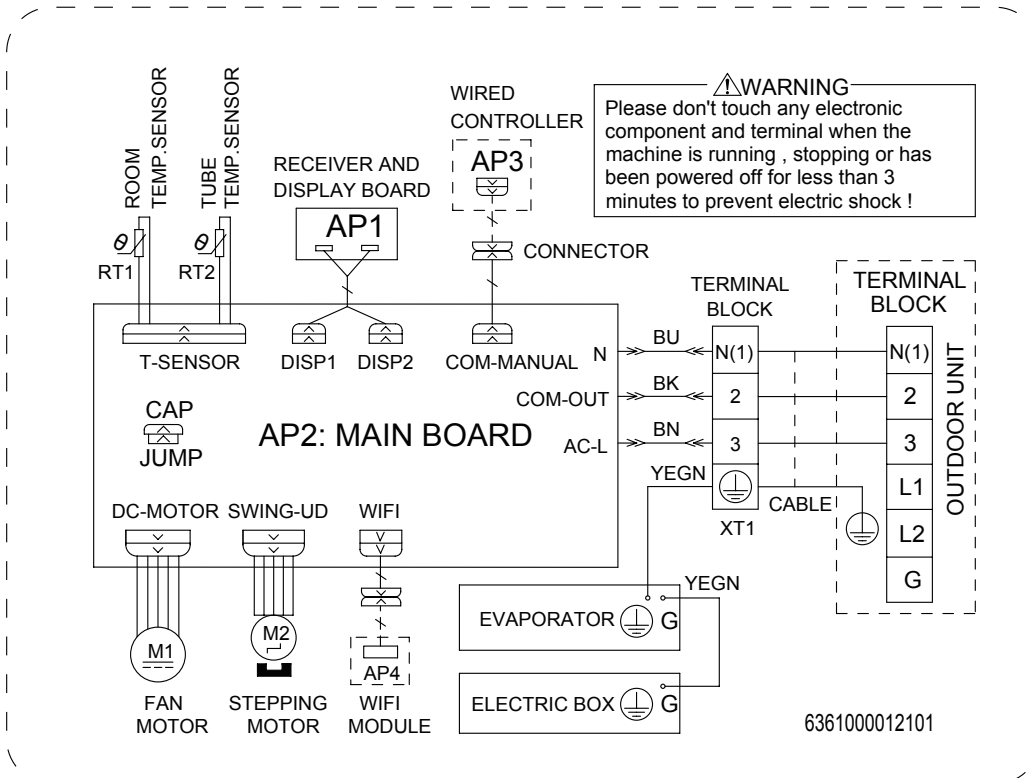 WARNING
Please don't touch any electronic
component and terminal when the
machine is running , stopping or has
been powered off for less than 3
minutes to prevent electric shock !
ROOM
TEMP.SENSOR
TUBE
TEMP.SENSOR
RT1
RT2
RECEIVER AND
DISPLAY BOARD
AP1
WIRED
CONTROLLER
AP3
CONNECTOR
T-SENSOR
DISP1
DISP2
COM-MANUAL
N
COM-OUT
AC-L
CAP
JUMP
AP2: MAIN BOARD
DC-MOTOR
SWING-UD
WIFI
BU
BK
BN
YEGN
TERMINAL
BLOCK
N(1)
2
3
XT1
CABLE
TERMINAL
BLOCK
N(1)
2
3
L1
L2
G
OUTDOOR UNIT
M1
FAN
MOTOR
M2
STEPPING
MOTOR
AP4
WIFI
MODULE
EVAPORATOR
G
YEGN
ELECTRIC BOX
G
6361000012101